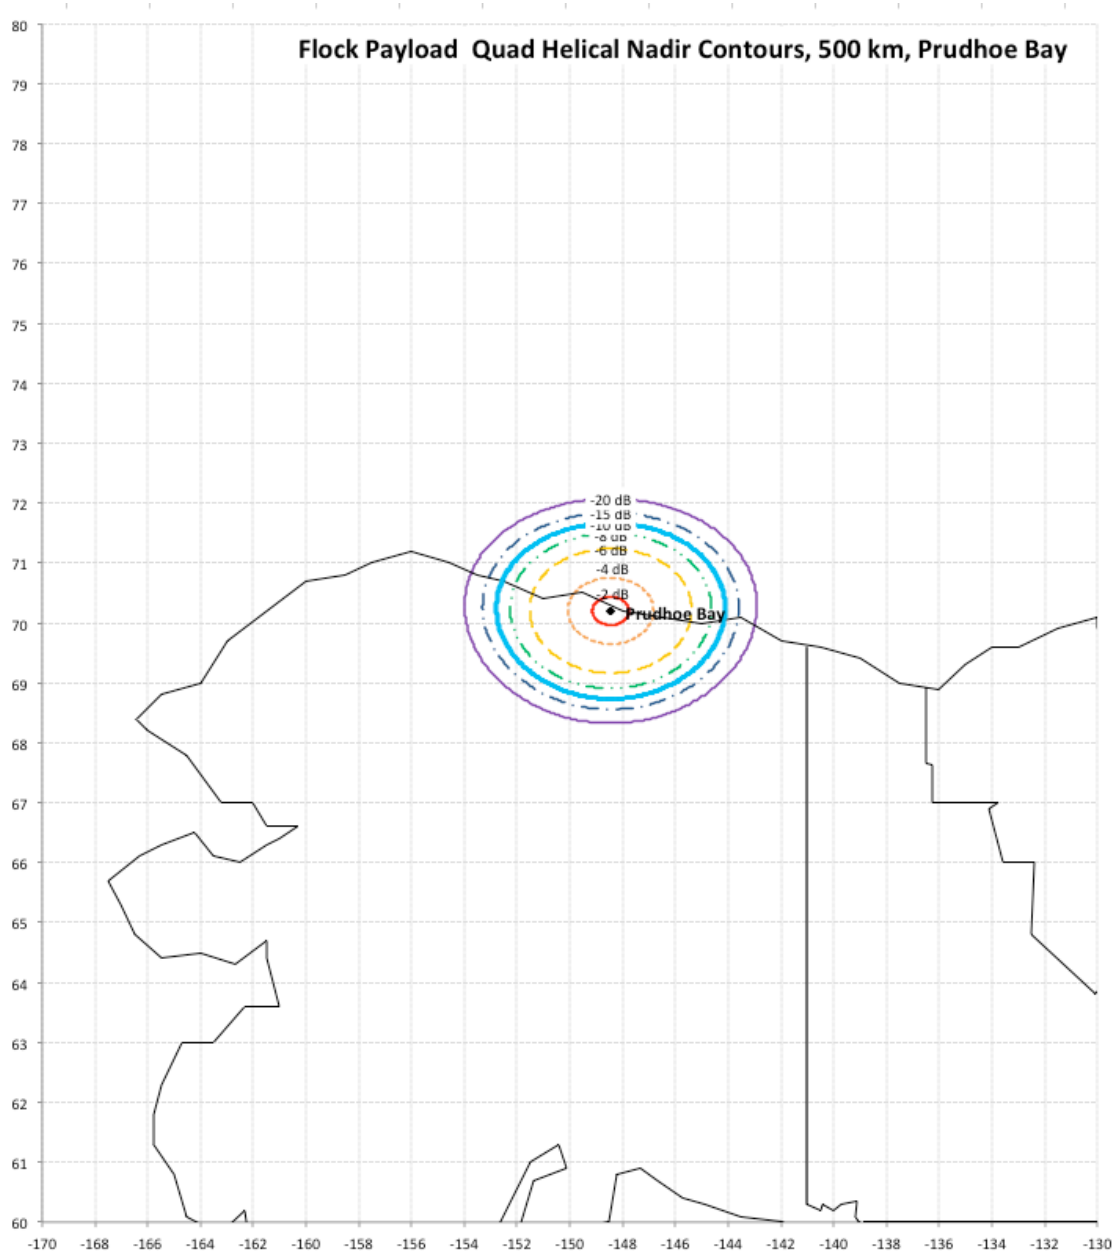 80
Flock Payload  Quad Helical Nadir Contours, 500 km, Prudhoe Bay
79
78
77
76
75
74
73
72
-20 dB
-15 dB
-10 dB
-8 dB
71
-6 dB
-4 dB
-2 dB
Prudhoe Bay
70
69
68
67
66
65
64
63
62
61
60
-170 -168 -166 -164 -162 -160 -158 -156 -154 -152 -150 -148 -146 -144 -142 -140 -138 -136 -134 -132 -130